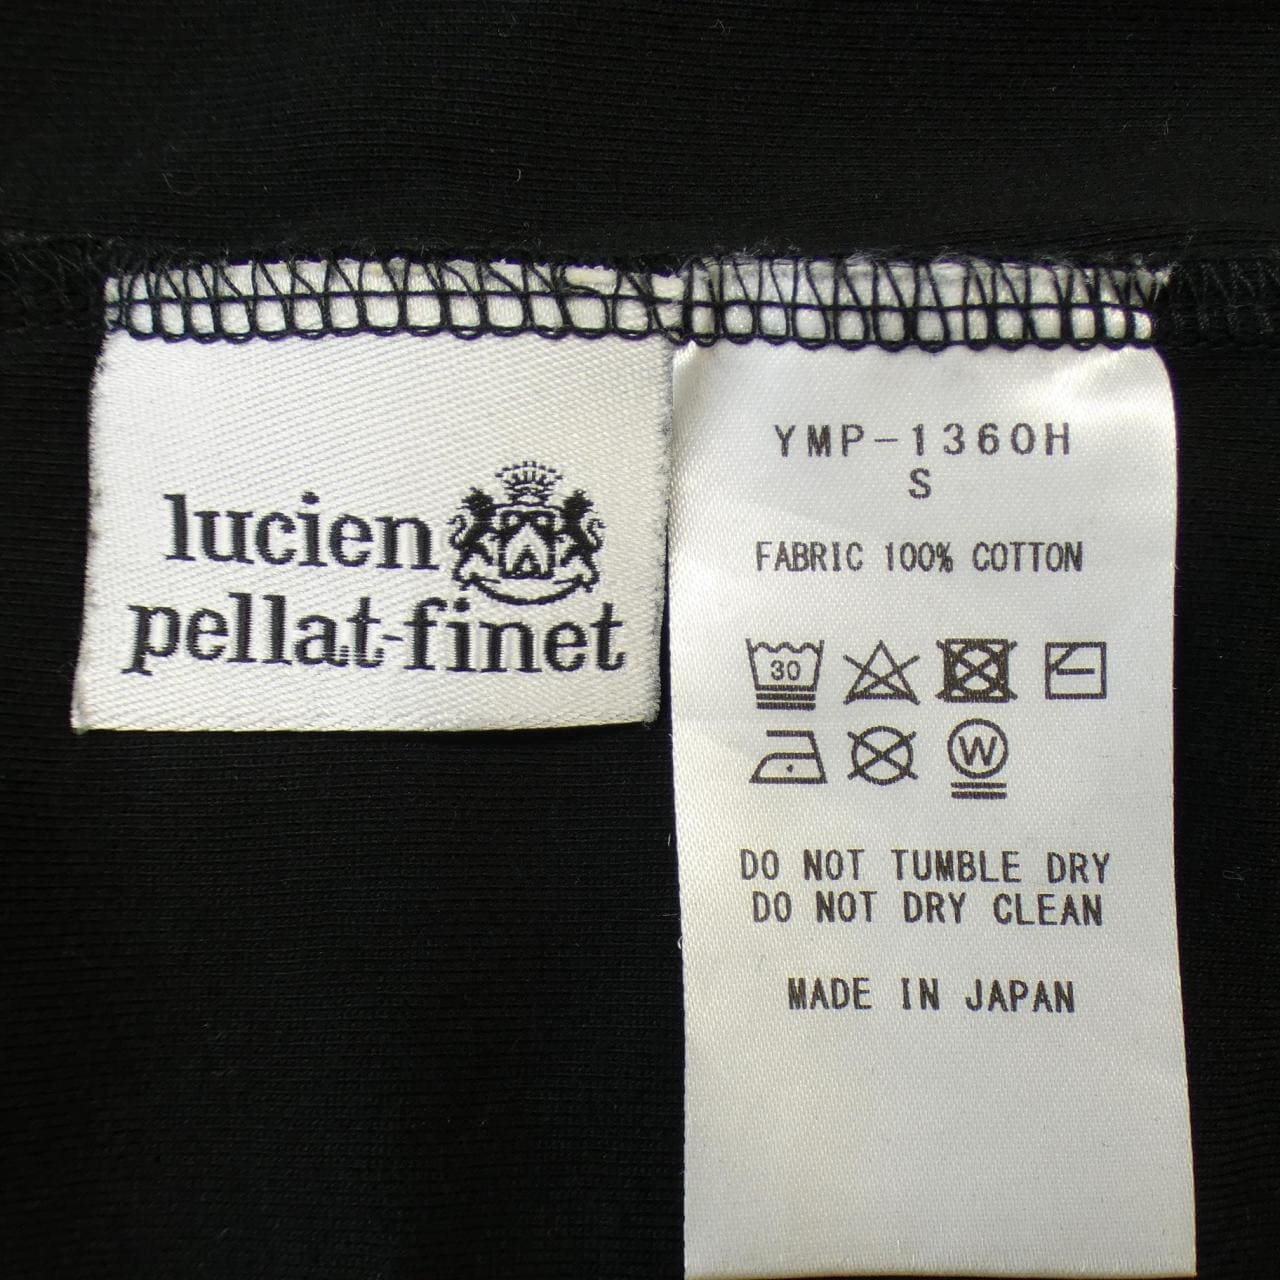 lucien
pellat-finet
YMP-1360H
S
FABRIC 100% COTTON
30
W
DO NOT TUMBLE DRY
DO NOT DRY CLEAN
MADE IN JAPAN